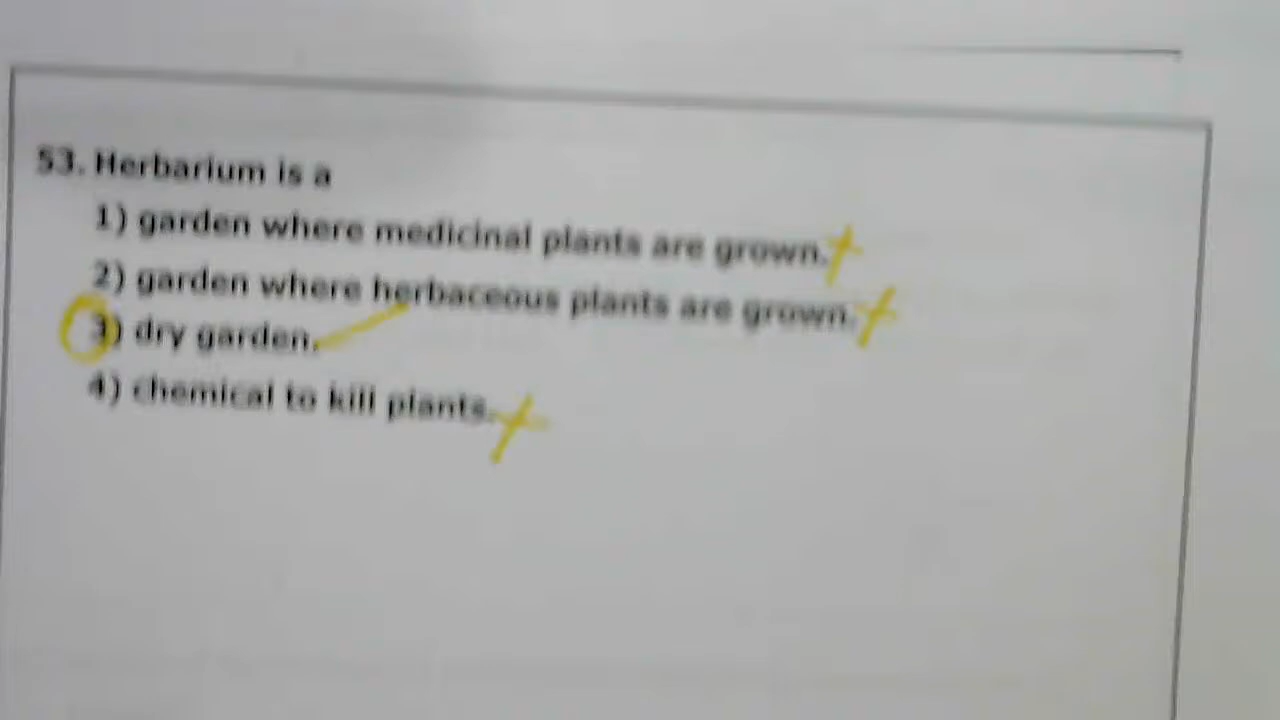 53. Herbarium is a
1) garden where medicinal plants are grown.
2) garden where herbaceous plants are grown.
3) dry garden.
4) chemical to kill plants.